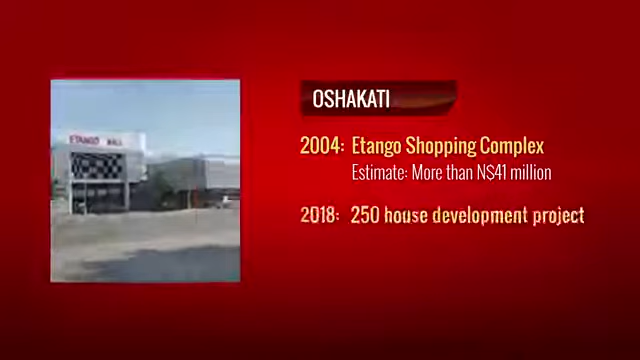 ETANGO MALL
OSHAKATI
2004: Etango Shopping Complex
Estimate: More than N$41 million
2018: 250 house development project